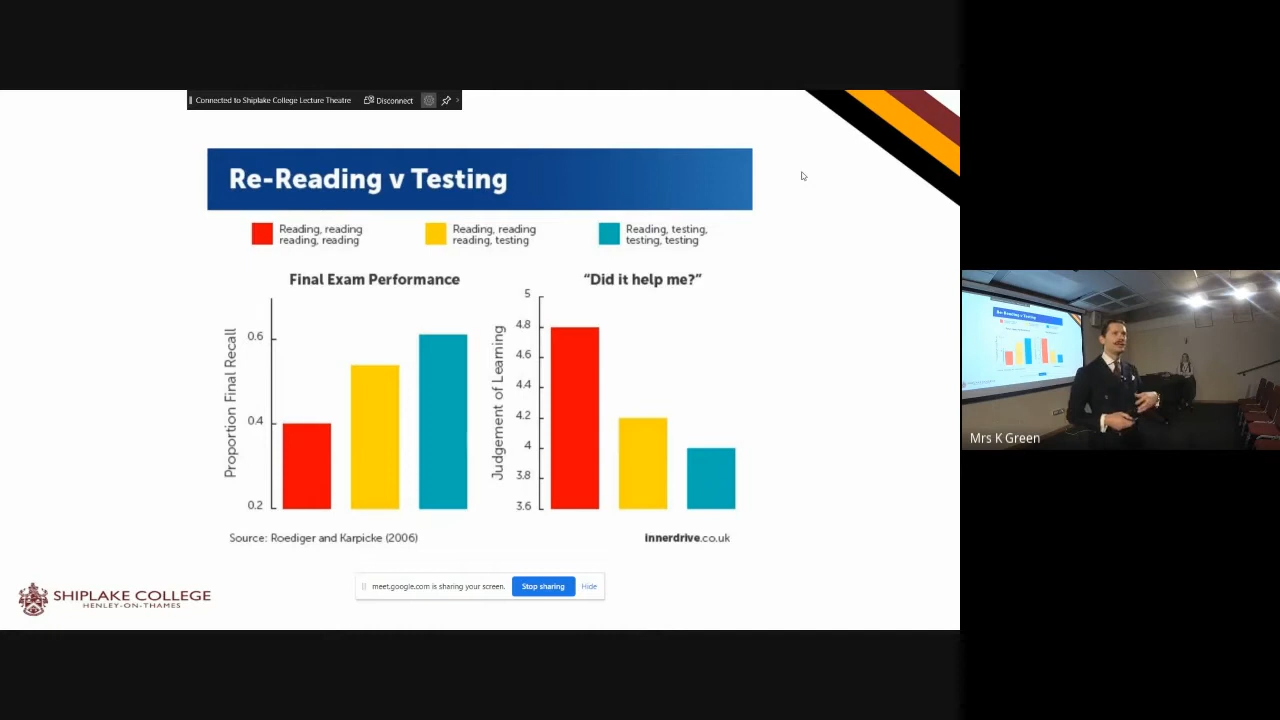 Connected to Shiplake College Lecture Theatre
Disconnect
Re-Reading v Testing
Reading, reading
reading, reading
Reading, reading
reading, testing
Reading, testing,
testing, testing
Final Exam Performance
"Did it help me?"
Proportion Final Recall
0.6
0.4
0.2
Judgement of Learning
5
4.8
4.6
4.4
4.2
4
3.8
3.6
Source: Roediger and Karpicke (2006)
innerdrive.co.uk
meet.google.com is sharing your screen.
Stop sharing
Hide
SHIPLAKE COLLEGE
HENLEY-ON-THAMES
Re-Reading v Testing
Mrs K Green